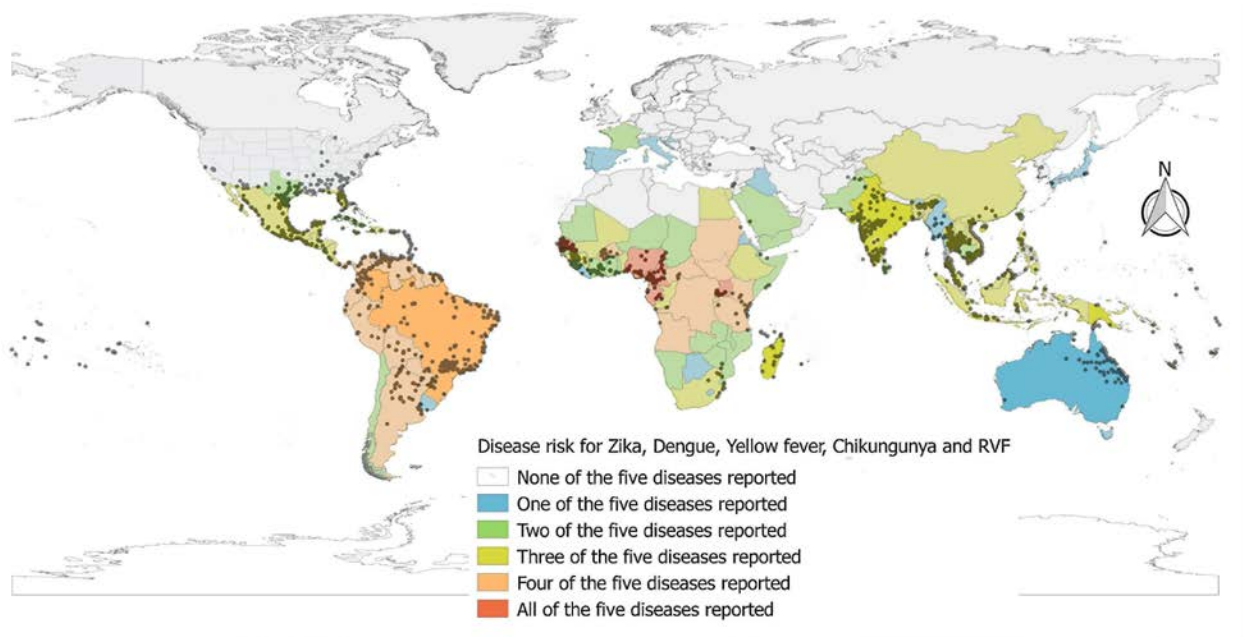 N
Disease risk for Zika, Dengue, Yellow fever, Chikungunya and RVF
None of the five diseases reported
One of the five diseases reported
Two of the five diseases reported
Three of the five diseases reported
Four of the five diseases reported
All of the five diseases reported